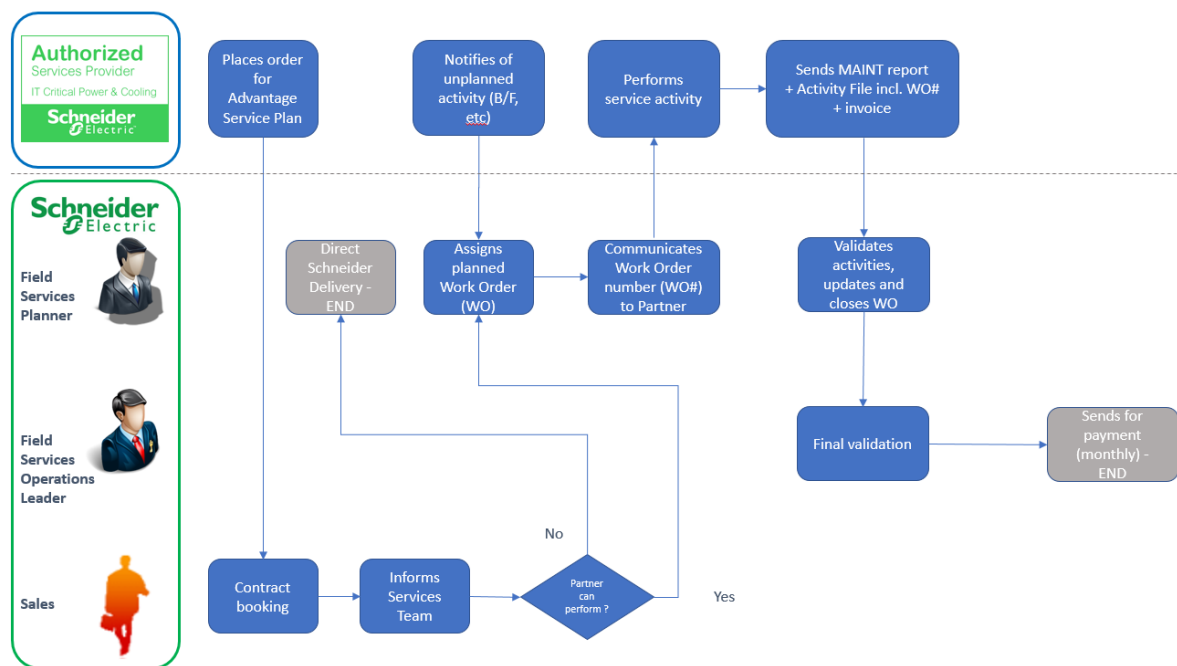 Authorized
Services Provider
IT Critical Power & Cooling
Schneider
Electric
Places order
for
Advantage
Service Plan
Notifies of
unplanned
activity (B/F,
etc)
Performs
service activity
Sends MAINT report
+ Activity File incl. WO#
+ invoice
Schneider
Electric
Field
Services
Planner
Direct
Schneider
Delivery -
END
Assigns
planned
Work Order
(WO)
Communicates
Work Order
number (WO#)
to Partner
Validates
activities,
updates and
closes WO
Field
Services
Operations
Leader
Final validation
Sends for
payment
(monthly) -
END
No
Sales
Contract
booking
Informs
Services
Team
Partner
can
perform ?
Yes